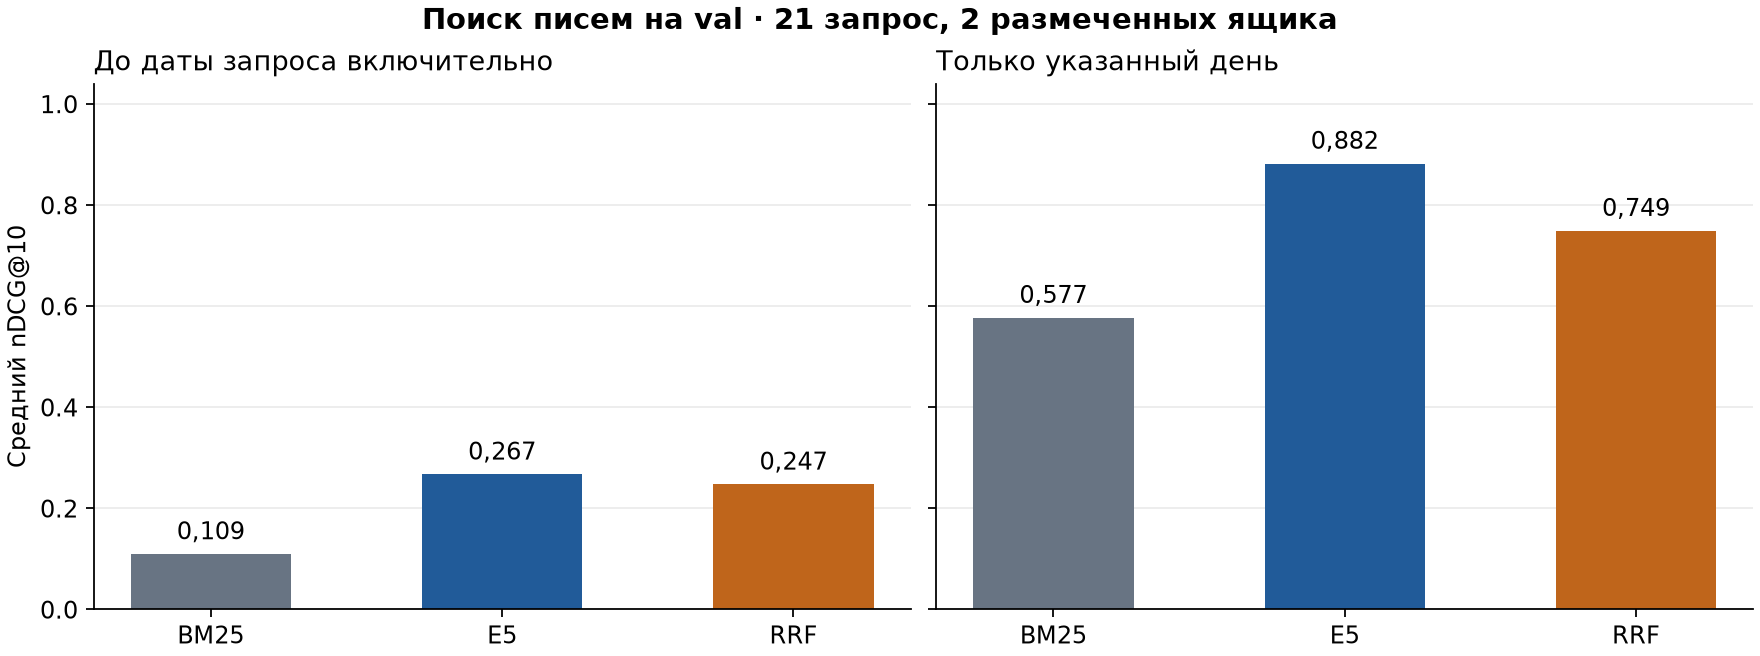 Поиск писем на val · 21 запрос, 2 размеченных ящика
До даты запроса включительно
Средний nDCG@10
1.0
0.8
0.6
0.4
0.2
0.0
0,109
0,267
0,247
BM25
E5
RRF
Только указанный день
0,577
0,882
0,749
BM25
E5
RRF